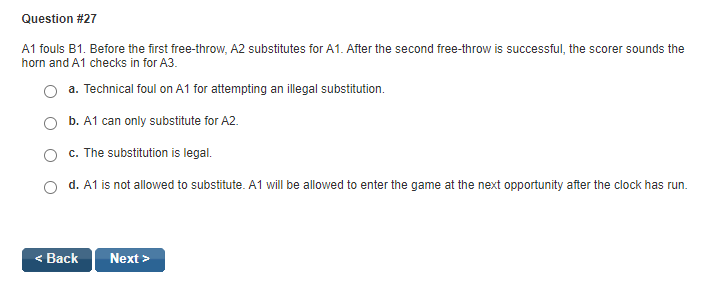 Question #27
A1 fouls B1. Before the first free-throw, A2 substitutes for A1. After the second free-throw is successful, the scorer sounds the
horn and A1 checks in for A3.
a. Technical foul on A1 for attempting an illegal substitution.
b. A1 can only substitute for A2.
c. The substitution is legal.
d. A1 is not allowed to substitute. A1 will be allowed to enter the game at the next opportunity after the clock has run.
< Back Next >